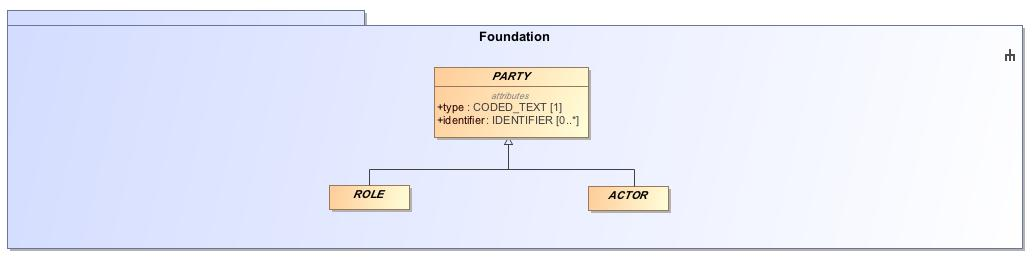 Foundation
PARTY
attributes
+type : CODED_TEXT [1]
+identifier : IDENTIFIER [0..*]
ROLE
ACTOR